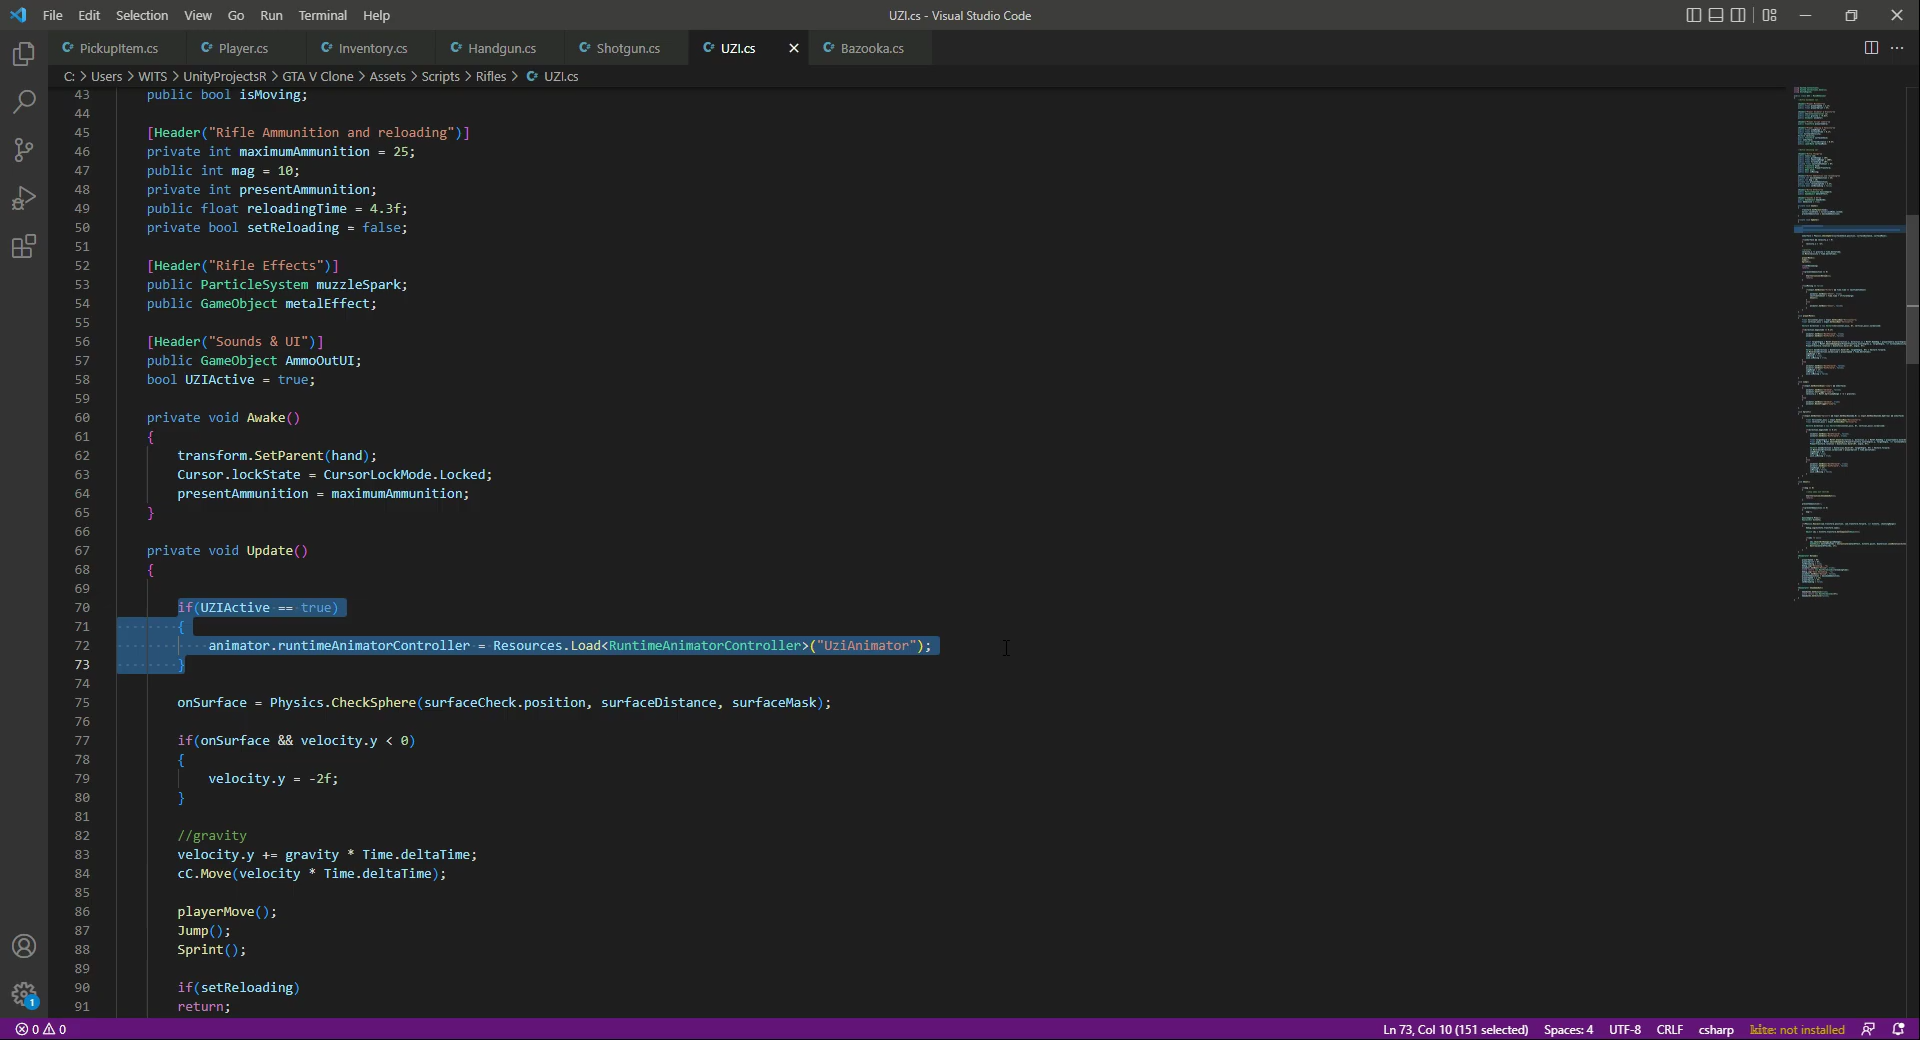 File Edit Selection View Go Run Terminal Help
UZI.cs - Visual Studio Code
PickupItem.cs Player.cs Inventory.cs Handgun.cs Shotgun.cs UZI.cs Bazooka.cs
C: > Users > WITS > UnityProjectsR > GTA V Clone > Assets > Scripts > Rifles > UZI.cs
43 public bool isMoving;
44
45 [Header("Rifle Ammunition and reloading")]
46 private int maximumAmmunition = 25;
47 public int mag = 10;
48 private int presentAmmunition;
49 public float reloadingTime = 4.3f;
50 private bool setReloading = false;
51
52 [Header("Rifle Effects")]
53 public ParticleSystem muzzleSpark;
54 public GameObject metalEffect;
55
56 [Header("Sounds & UI")]
57 public GameObject AmmoOutUI;
58 bool UZIActive = true;
59
60 private void Awake()
61 {
62 transform.SetParent(hand);
63 Cursor.lockState = CursorLockMode.Locked;
64 presentAmmunition = maximumAmmunition;
65 }
66
67 private void Update()
68 {
69
70 if(UZIActive == true)
71 {
72 animator.runtimeAnimatorController = Resources.Load<RuntimeAnimatorController>("UziAnimator");
73 }
74
75 onSurface = Physics.CheckSphere(surfaceCheck.position, surfaceDistance, surfaceMask);
76
77 if(onSurface && velocity.y < 0)
78 {
79 velocity.y = -2f;
80 }
81
82 //gravity
83 velocity.y += gravity * Time.deltaTime;
84 cC.Move(velocity * Time.deltaTime);
85
86 playerMove();
87 Jump();
88 Sprint();
89
90 if(setReloading)
91 return;
1
0 0 Ln 73, Col 10 (151 selected) Spaces: 4 UTF-8 CRLF csharp kite: not installed